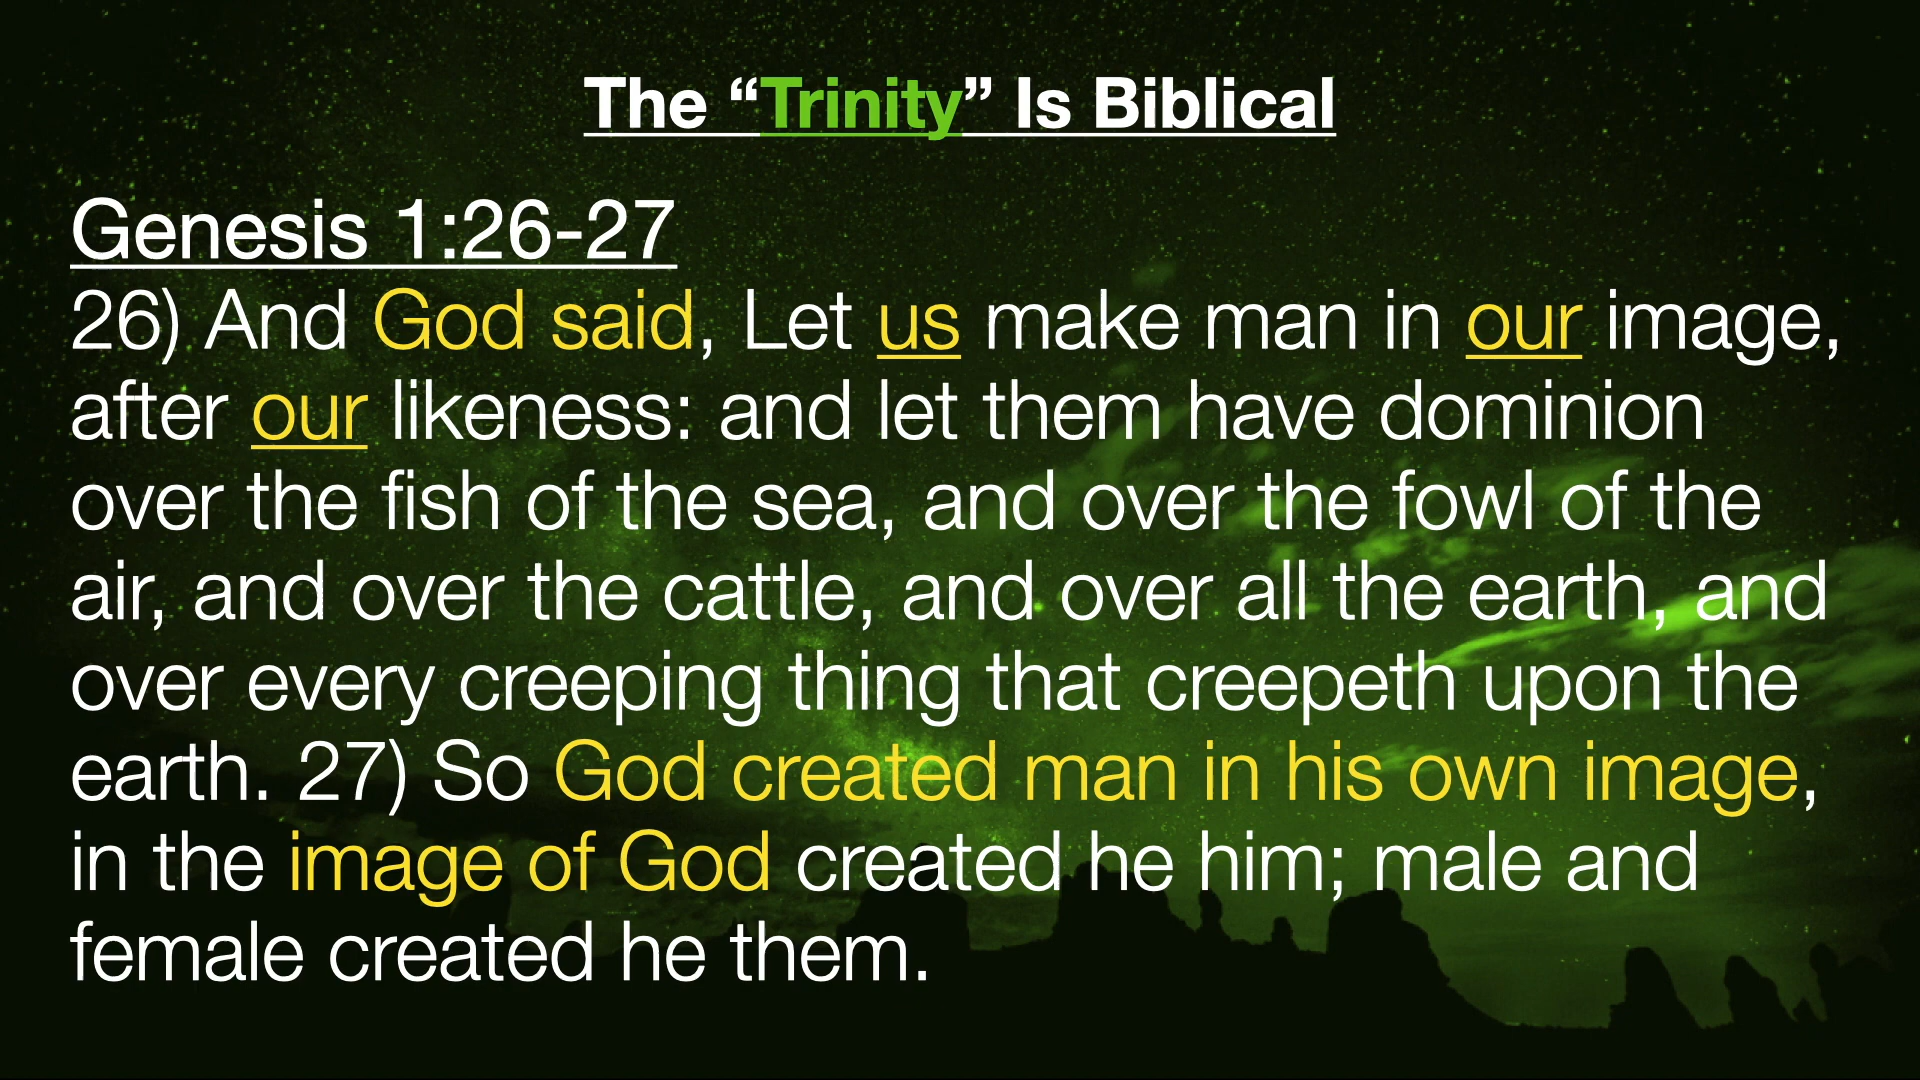 The “Trinity” Is Biblical
Genesis 1:26-27
26) And God said, Let us make man in our image,
after our likeness: and let them have dominion
over the fish of the sea, and over the fowl of the
air, and over the cattle, and over all the earth, and
over every creeping thing that creepeth upon the
earth. 27) So God created man in his own image,
in the image of God created he him; male and
female created he them.